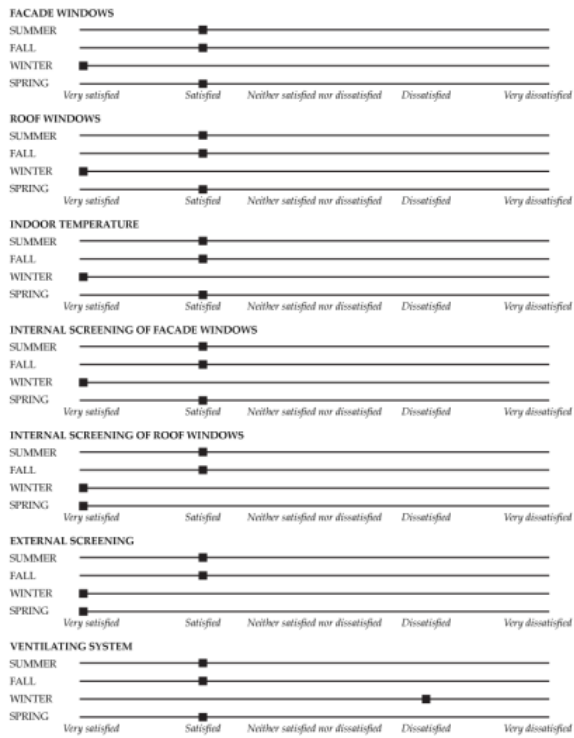 FACADE WINDOWS
SUMMER
FALL
WINTER
SPRING
Very satisfied Satisfied Neither satisfied nor dissatisfied Dissatisfied Very dissatisfied
ROOF WINDOWS
SUMMER
FALL
WINTER
SPRING
Very satisfied Satisfied Neither satisfied nor dissatisfied Dissatisfied Very dissatisfied
INDOOR TEMPERATURE
SUMMER
FALL
WINTER
SPRING
Very satisfied Satisfied Neither satisfied nor dissatisfied Dissatisfied Very dissatisfied
INTERNAL SCREENING OF FACADE WINDOWS
SUMMER
FALL
WINTER
SPRING
Very satisfied Satisfied Neither satisfied nor dissatisfied Dissatisfied Very dissatisfied
INTERNAL SCREENING OF ROOF WINDOWS
SUMMER
FALL
WINTER
SPRING
Very satisfied Satisfied Neither satisfied nor dissatisfied Dissatisfied Very dissatisfied
EXTERNAL SCREENING
SUMMER
FALL
WINTER
SPRING
Very satisfied Satisfied Neither satisfied nor dissatisfied Dissatisfied Very dissatisfied
VENTILATING SYSTEM
SUMMER
FALL
WINTER
SPRING
Very satisfied Satisfied Neither satisfied nor dissatisfied Dissatisfied Very dissatisfied